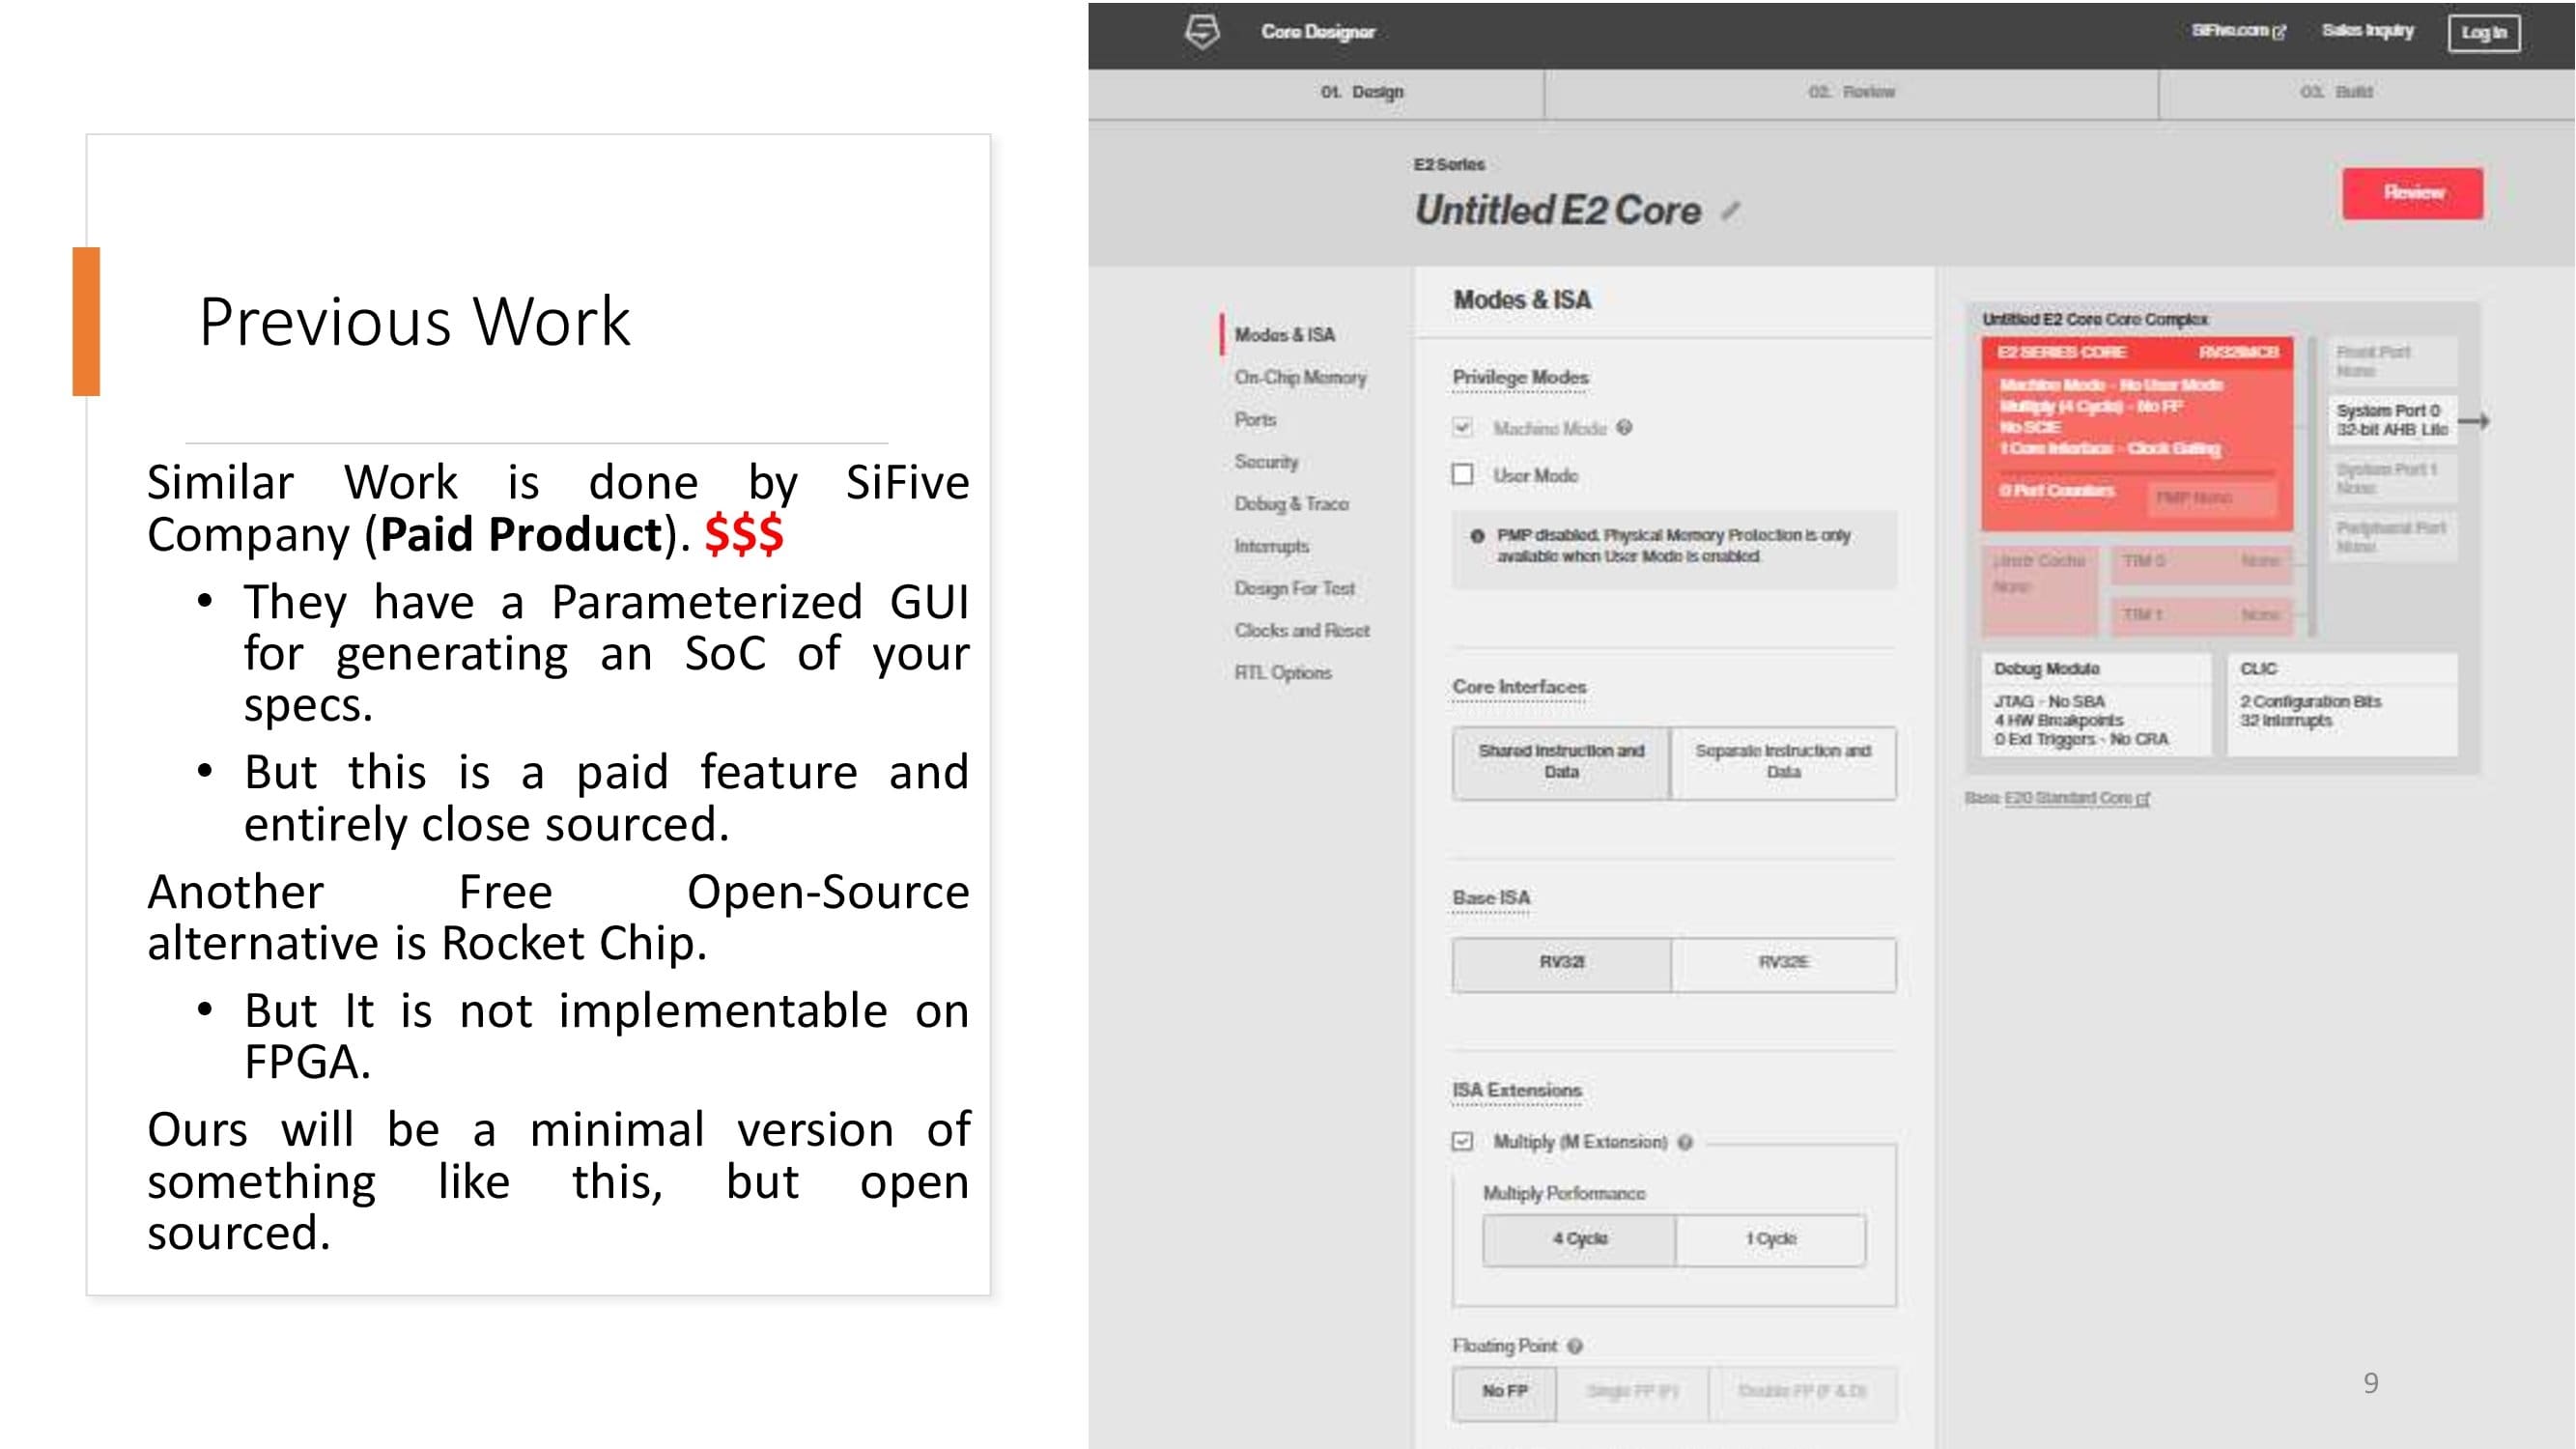 Previous Work
Similar Work is done by SiFive
Company (Paid Product). $$$
• They have a Parameterized GUI
for generating an SoC of your
specs.
• But this is a paid feature and
entirely close sourced.
Another Free Open-Source
alternative is Rocket Chip.
• But It is not implementable on
FPGA.
Ours will be a minimal version of
something like this, but open
sourced.
Core Designer
SiFive.com
Sales Inquiry
Log In
01. Design
02. Review
03. Build
E2 Series
Untitled E2 Core
Review
Modes & ISA
On-Chip Memory
Ports
Security
Debug & Trace
Interrupts
Design For Test
Clocks and Reset
RTL Options
Modes & ISA
Privilege Modes
Machine Mode
User Mode
PMP disabled. Physical Memory Protection is only
available when User Mode is enabled.
Core Interfaces
Shared Instruction and
Data
Separate Instruction and
Data
Base ISA
RV32I
RV32E
ISA Extensions
Multiply (M Extension)
Multiply Performance
4 Cycle
1 Cycle
Floating Point
No FP
Single FP (F)
Double FP (F & D)
Untitled E2 Core Core Complex
E2 SERIES CORE
Machine Mode - No User Mode
Multiply (4 Cycle) - No FP
No SCIE
1 Core Interface - Clock Gating
0 Perf Counters
PMP None
Front Port
None
System Port 0
32-bit AHB Lite
System Port 1
None
Peripheral Port
None
Cache
None
TIM 0 None
TIM 1 None
Debug Module
JTAG - No SBA
4 HW Breakpoints
0 Ext Triggers - No CRA
CLIC
2 Configuration Bits
32 Interrupts
Base: E20 Standard Core
9